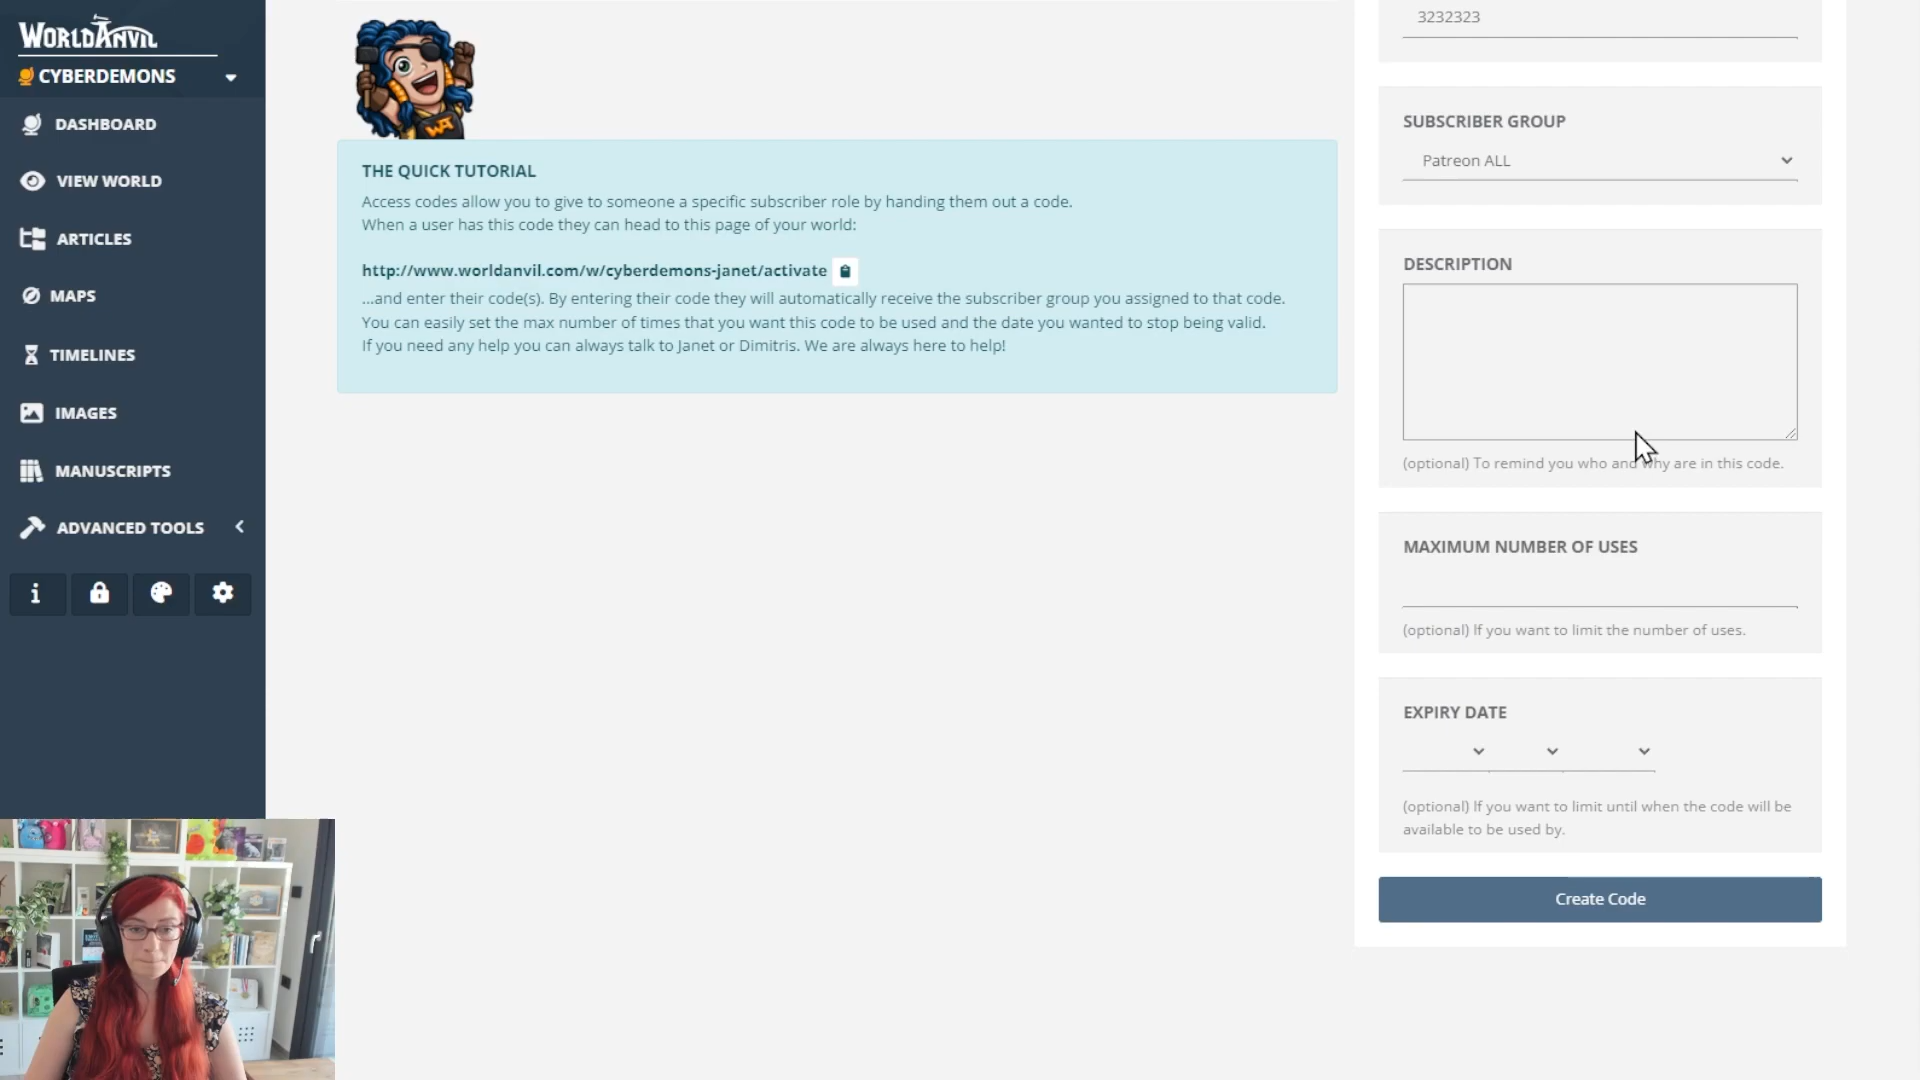 WORLDANVIL
CYBERDEMONS
DASHBOARD
VIEW WORLD
ARTICLES
MAPS
TIMELINES
IMAGES
MANUSCRIPTS
ADVANCED TOOLS
THE QUICK TUTORIAL
Access codes allow you to give to someone a specific subscriber role by handing them out a code.
When a user has this code they can head to this page of your world:
http://www.worldanvil.com/w/cyberdemons-janet/activate
...and enter their code(s). By entering their code they will automatically receive the subscriber group you assigned to that code.
You can easily set the max number of times that you want this code to be used and the date you wanted to stop being valid.
If you need any help you can always talk to Janet or Dimitris. We are always here to help!
3232323
SUBSCRIBER GROUP
Patreon ALL
DESCRIPTION
(optional) To remind you who and why are in this code.
MAXIMUM NUMBER OF USES
(optional) If you want to limit the number of uses.
EXPIRY DATE
(optional) If you want to limit until when the code will be
available to be used by.
Create Code